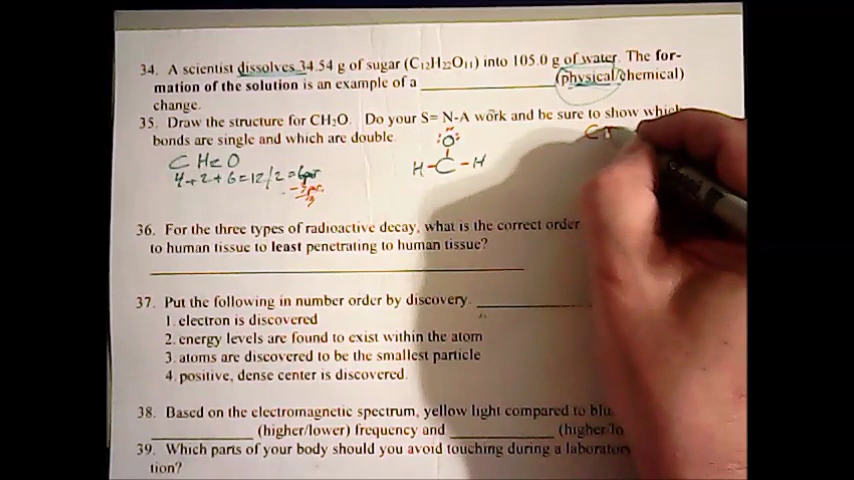 34. A scientist dissolves 34.54 g of sugar (C12H22O11) into 105.0 g of water. The for-
mation of the solution is an example of a ____________ (physical/chemical)
change.
35. Draw the structure for CH2O. Do your S= N-A work and be sure to show which
bonds are single and which are double.
C H2 O
4+2+6=12/2=6pr
-3pr
3
:O:
H-C-H
36. For the three types of radioactive decay, what is the correct order
to human tissue to least penetrating to human tissue?
37. Put the following in number order by discovery. ____________
1. electron is discovered
2. energy levels are found to exist within the atom
3. atoms are discovered to be the smallest particle
4. positive, dense center is discovered.
38. Based on the electromagnetic spectrum, yellow light compared to
____________ (higher/lower) frequency and ____________ (higher/lo
39. Which parts of your body should you avoid touching during a laborator
tion?